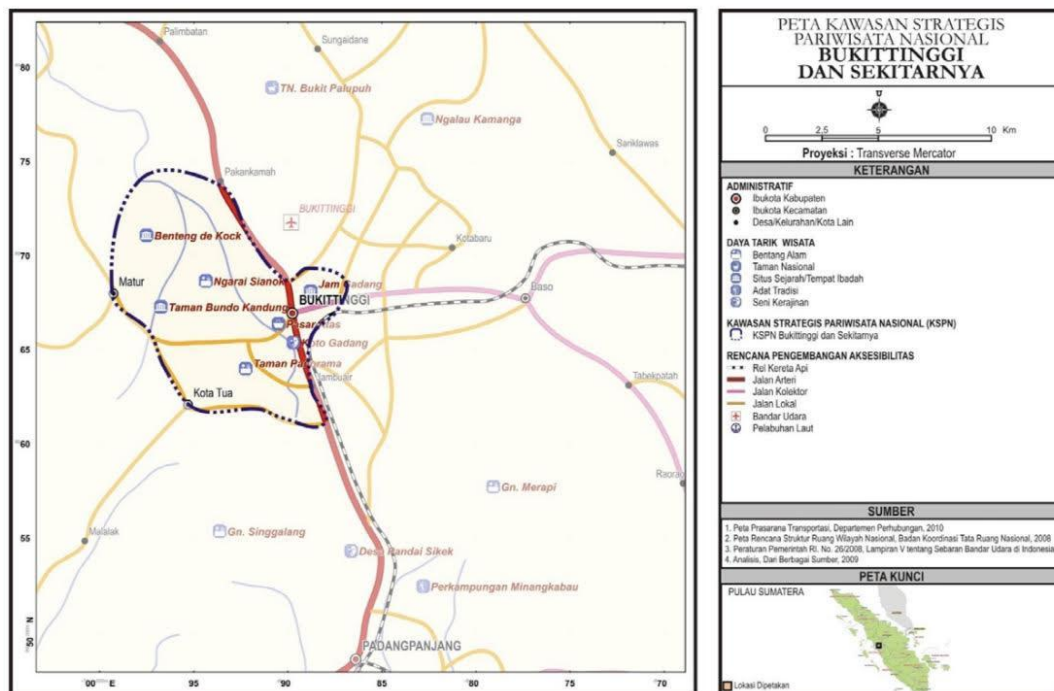 PETA KAWASAN STRATEGIS
PARIWISATA NASIONAL
BUKITTINGGI
DAN SEKITARNYA
U
0 2,5 5 10 Km
Proyeksi : Transverse Mercator
KETERANGAN
ADMINISTRATIF
Ibukota Kabupaten
Ibukota Kecamatan
Desa/Kelurahan/Kota Lain
DAYA TARIK WISATA
Bentang Alam
Taman Nasional
Situs Sejarah/Tempat Ibadah
Adat Tradisi
Seni Kerajinan
KAWASAN STRATEGIS PARIWISATA NASIONAL (KSPN)
KSPN Bukittinggi dan Sekitarnya
RENCANA PENGEMBANGAN AKSESIBILITAS
Rel Kereta Api
Jalan Arteri
Jalan Kolektor
Jalan Lokal
Bandar Udara
Pelabuhan Laut
SUMBER
1. Peta Prasarana Transportasi, Departemen Perhubungan, 2010
2. Peta Rencana Struktur Ruang Wilayah Nasional, Badan Koordinasi Tata Ruang Nasional, 2008
3. Peraturan Pemerintah RI. No. 26/2008, Lampiran V tentang Sebaran Bandar Udara di Indonesia
4. Analisis, Dari Berbagai Sumber, 2009
PETA KUNCI
PULAU SUMATERA
Lokasi Dipetakan
Palimbatan
Sungaidane
80
TN. Bukit Palupuh
Ngalau Kamanga
Sariklawas
75
Pakankamah
BUKITTINGGI
Benteng de Kock
Kotabaru
70
Matur
Ngarai Sianok
Jam Gadang
Baso
Taman Bundo Kandung
BUKITTINGGI
Pasar Atas
65
Koto Gadang
Taman Panorama
Jambuair
Tabekpatah
Kota Tua
60
Gn. Merapi
Raorao
Malalak
55
Gn. Singgalang
Desa Pandai Sikek
Perkampungan Minangkabau
50
N
PADANGPANJANG
00 E 95 90 85 80 75 70